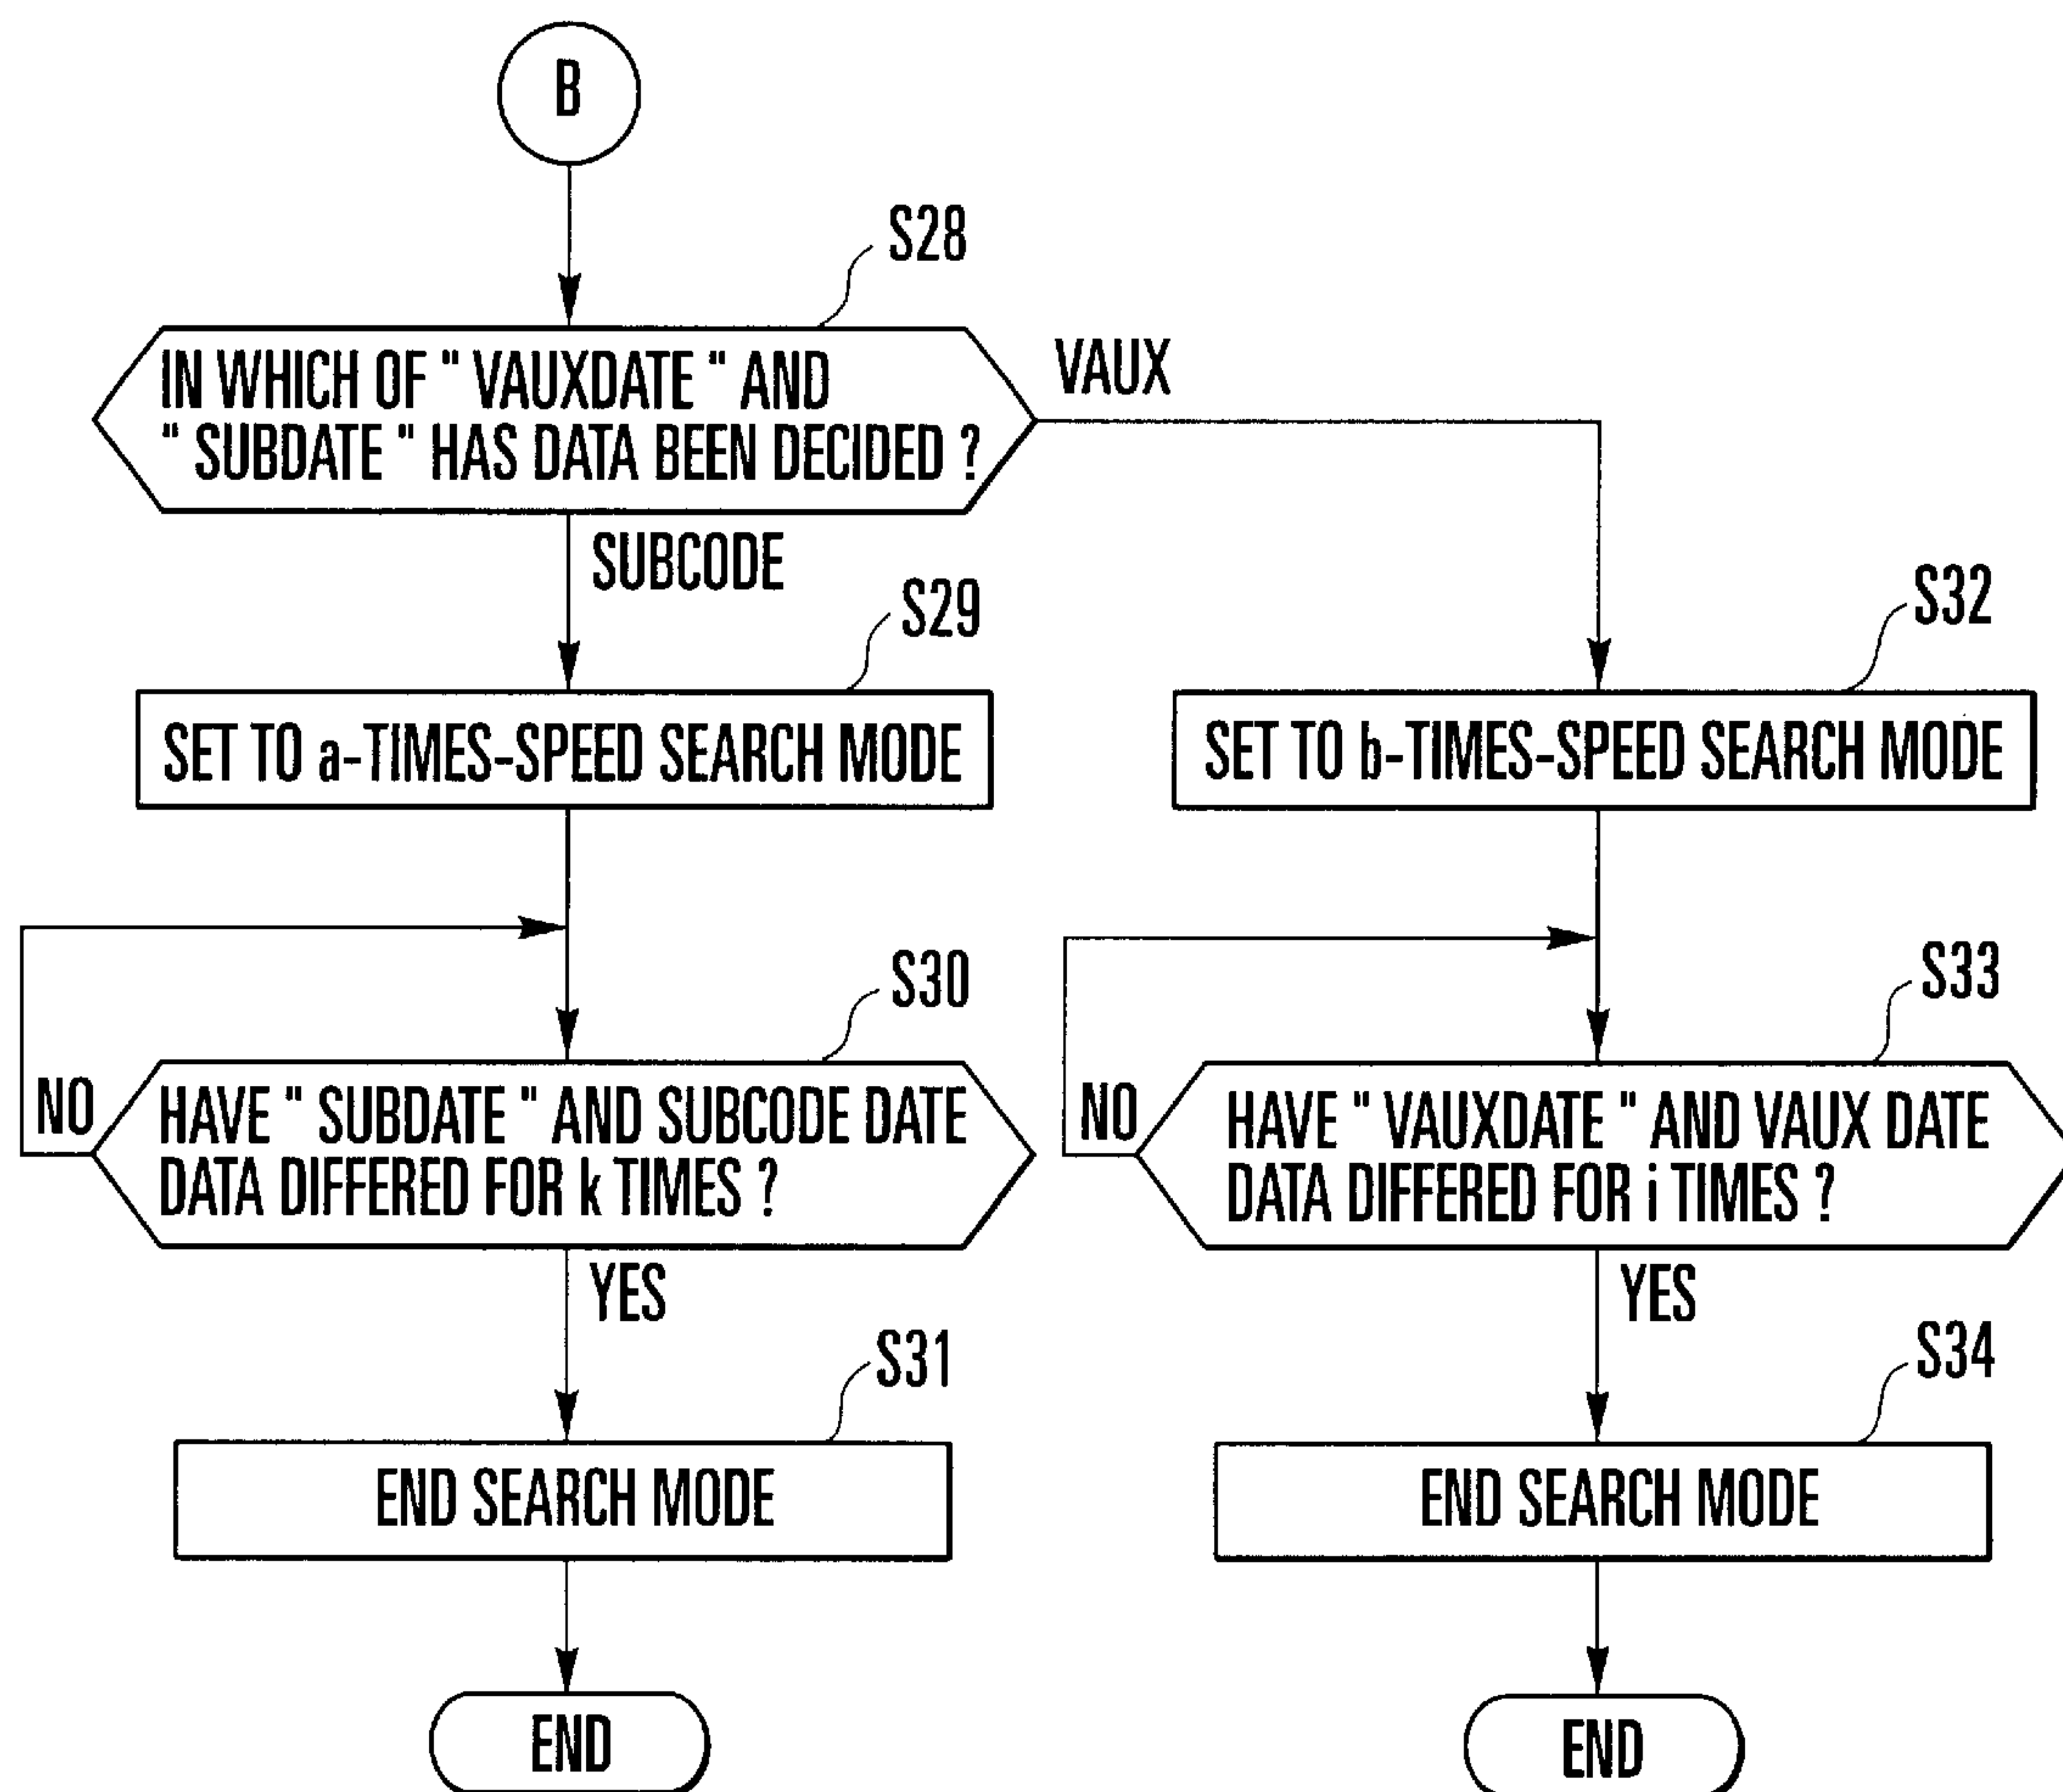 B
S28
IN WHICH OF " VAUXDATE " AND
" SUBDATE " HAS DATA BEEN DECIDED ?
VAUX
SUBCODE
S29
SET TO a-TIMES-SPEED SEARCH MODE
S30
NO
HAVE " SUBDATE " AND SUBCODE DATE
DATA DIFFERED FOR k TIMES ?
YES
S31
END SEARCH MODE
END
S32
SET TO b-TIMES-SPEED SEARCH MODE
S33
NO
HAVE " VAUXDATE " AND VAUX DATE
DATA DIFFERED FOR i TIMES ?
YES
S34
END SEARCH MODE
END